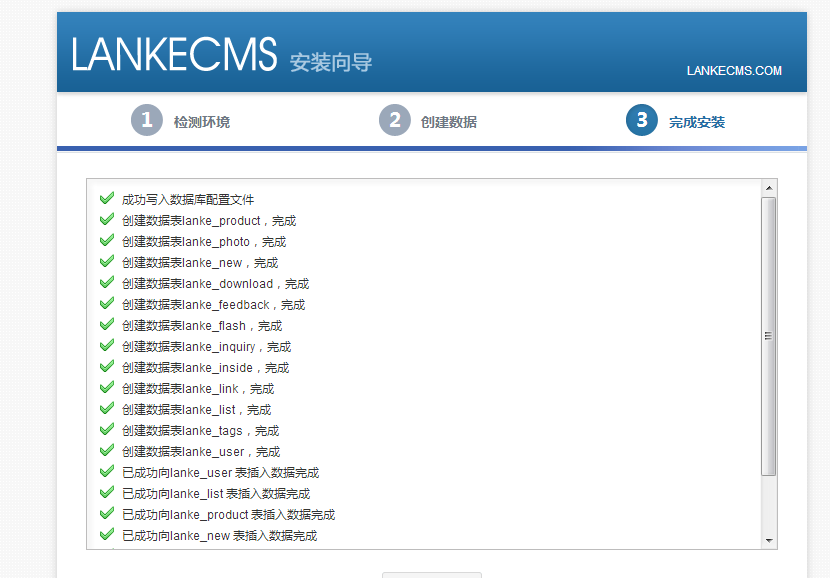 LANKECMS 安装向导
LANKECMS.COM
1 检测环境 2 创建数据 3 完成安装
成功写入数据库配置文件
创建数据表lanke_product，完成
创建数据表lanke_photo，完成
创建数据表lanke_new，完成
创建数据表lanke_download，完成
创建数据表lanke_feedback，完成
创建数据表lanke_flash，完成
创建数据表lanke_inquiry，完成
创建数据表lanke_inside，完成
创建数据表lanke_link，完成
创建数据表lanke_list，完成
创建数据表lanke_tags，完成
创建数据表lanke_user，完成
已成功向lanke_user 表插入数据完成
已成功向lanke_list 表插入数据完成
已成功向lanke_product 表插入数据完成
已成功向lanke_new 表插入数据完成